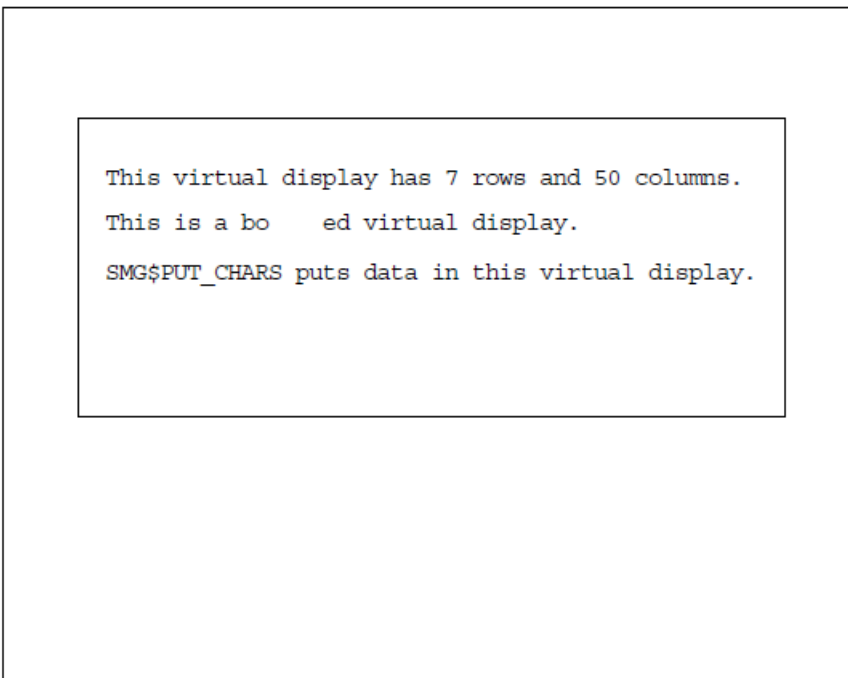 This virtual display has 7 rows and 50 columns.
This is a bo    ed virtual display.
SMG$PUT_CHARS puts data in this virtual display.